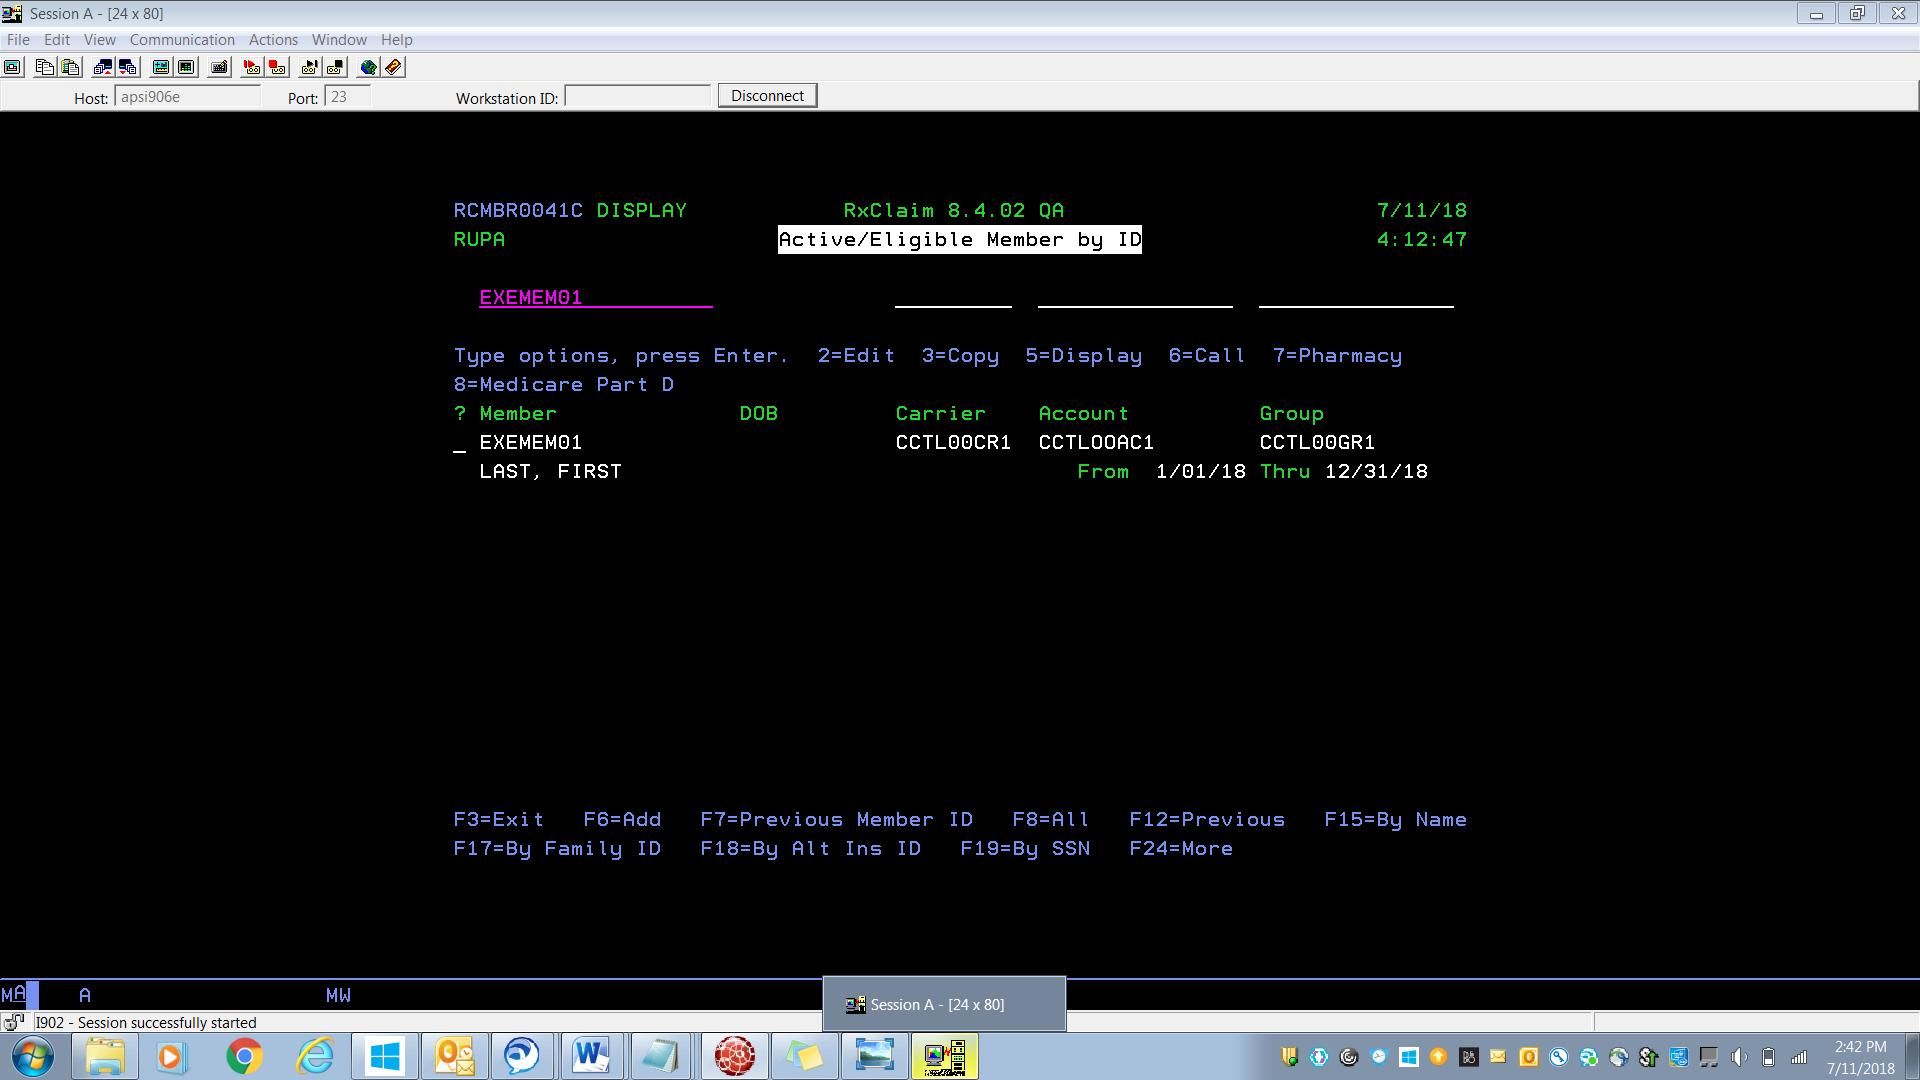 Session A - [24 x 80]
File Edit View Communication Actions Window Help
Host: apsi906e Port: 23 Workstation ID: Disconnect
RCMBR0041C DISPLAY RxClaim 8.4.02 QA 7/11/18
RUPA Active/Eligible Member by ID 4:12:47
EXEMEM01
Type options, press Enter. 2=Edit 3=Copy 5=Display 6=Call 7=Pharmacy
8=Medicare Part D
? Member DOB Carrier Account Group
_ EXEMEM01 CCTL00CR1 CCTL00AC1 CCTL00GR1
LAST, FIRST From 1/01/18 Thru 12/31/18
F3=Exit F6=Add F7=Previous Member ID F8=All F12=Previous F15=By Name
F17=By Family ID F18=By Alt Ins ID F19=By SSN F24=More
MA A MW
Session A - [24 x 80]
I902 - Session successfully started
2:42 PM
7/11/2018